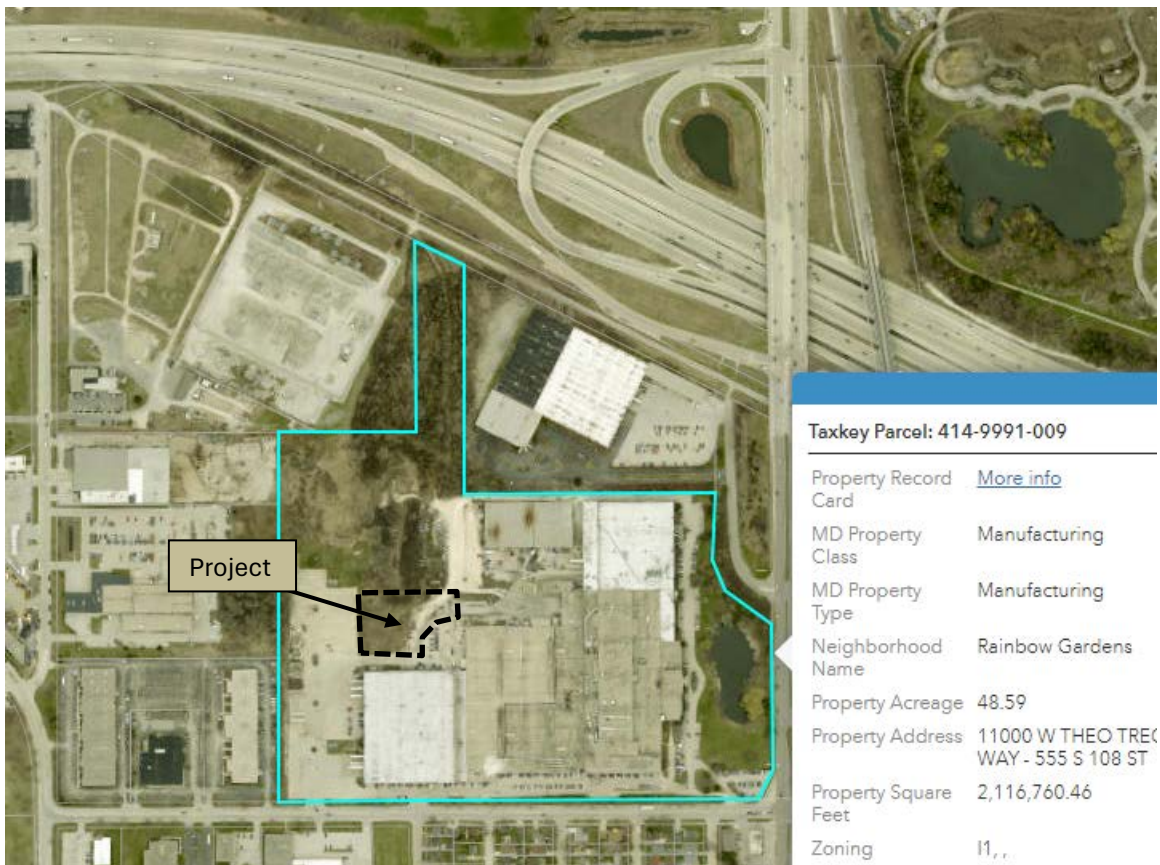 Project
Taxkey Parcel: 414-9991-009
Property Record
Card
More info
MD Property
Class
Manufacturing
MD Property
Type
Manufacturing
Neighborhood
Name
Rainbow Gardens
Property Acreage
48.59
Property Address
11000 W THEO TREC
WAY - 555 S 108 ST
Property Square
Feet
2,116,760.46
Zoning
I1, ,